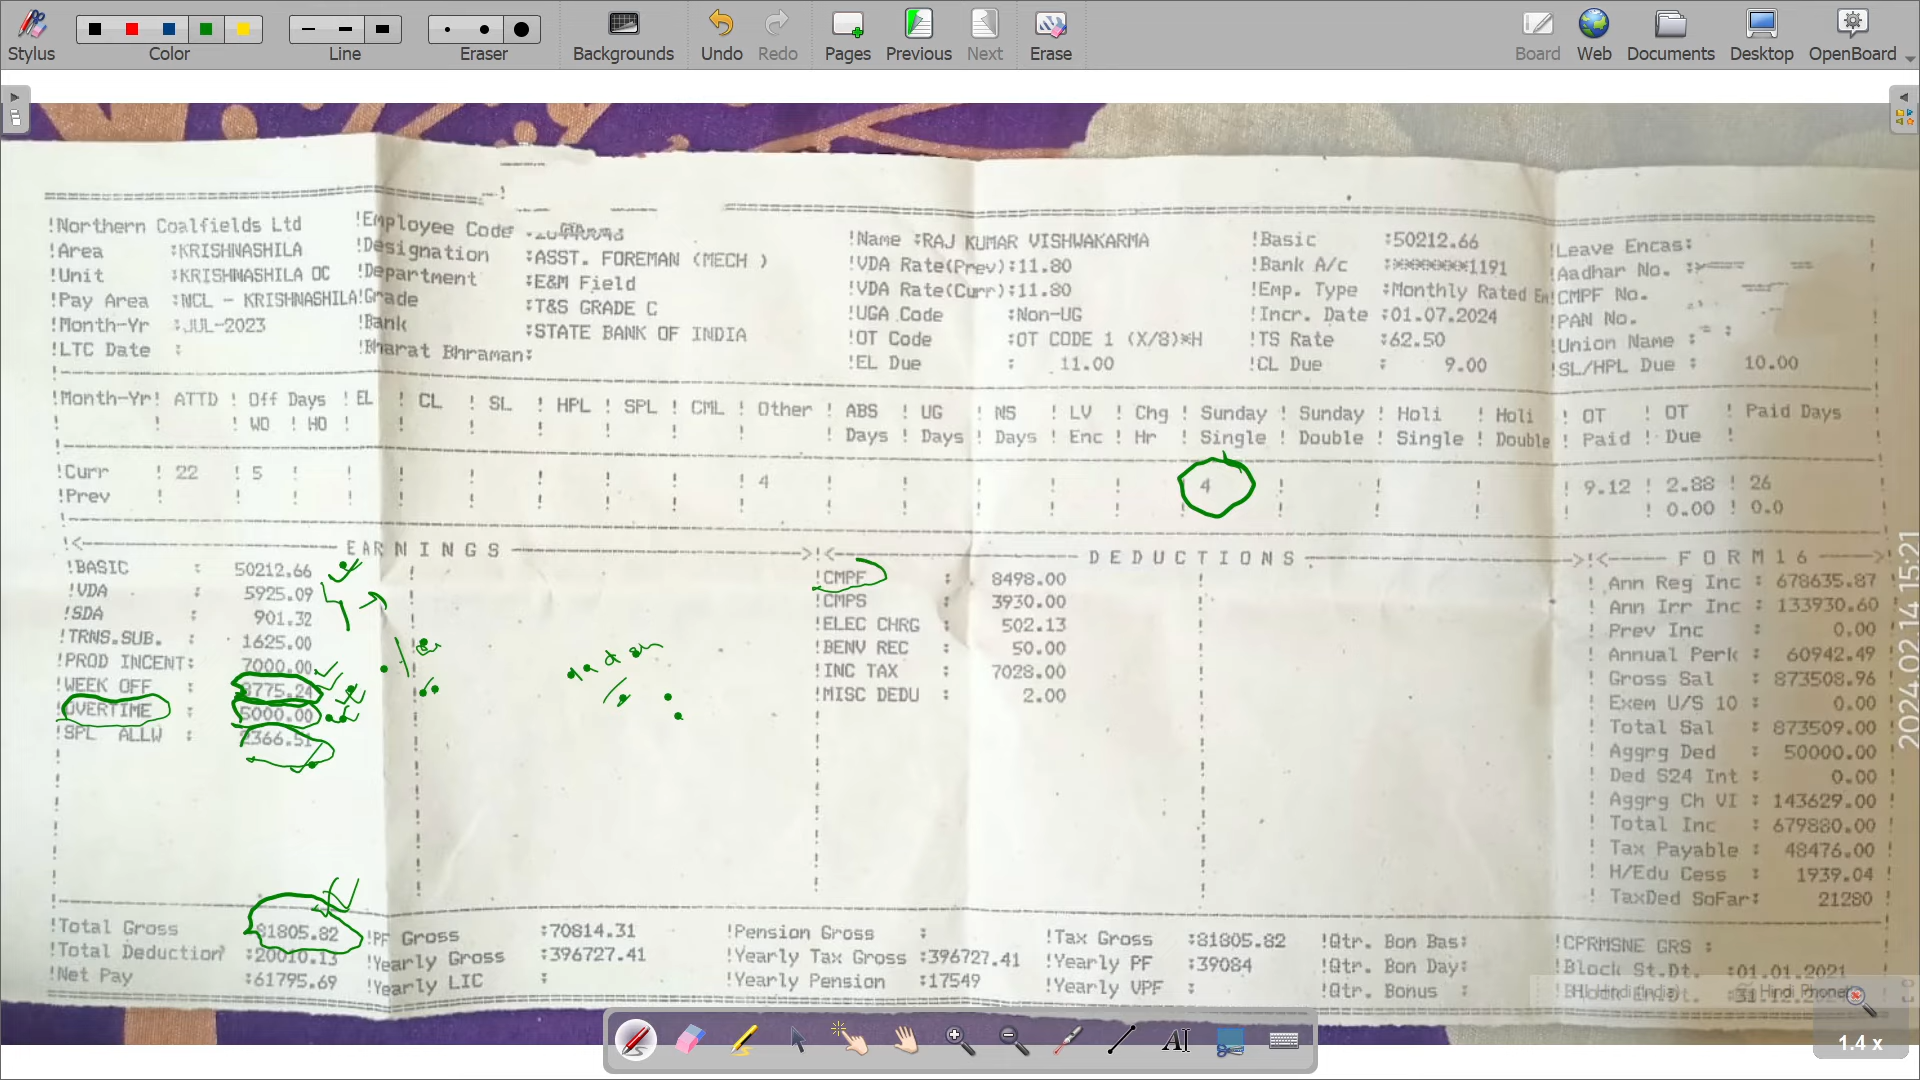 Stylus Color Line Eraser Backgrounds Undo Redo Pages Previous Next Erase Board Web Documents Desktop OpenBoard
!Northern Coalfields Ltd !Employee Code :
!Name :RAJ KUMAR VISHWAKARMA !Basic :50212.66 !Leave Encas:
!Area :KRISHNASHILA !Designation :ASST. FOREMAN (MECH ) !VDA Rate(Prev):11.80 !Bank A/c :*******1191 !Aadhar No. :
!Unit :KRISHNASHILA OC !Department :E&M Field !VDA Rate(Curr):11.80 !Emp. Type :Monthly Rated Em !CMPF No.
!Pay Area :NCL - KRISHNASHILA !Grade :T&S GRADE C !UGA Code :Non-UG !Incr. Date :01.07.2024 !PAN No.
!Month-Yr :JUL-2023 !Bank :STATE BANK OF INDIA !OT Code :OT CODE 1 (X/8)*H !TS Rate :62.50 !Union Name :
!LTC Date : !Bharat Bhraman: !EL Due : 11.00 !CL Due : 9.00 !SL/HPL Due : 10.00
!Month-Yr! ATTD ! Off Days ! EL ! CL ! SL ! HPL ! SPL ! CML ! Other ! ABS ! UG ! NS ! LV ! Chg ! Sunday ! Sunday ! Holi ! Holi ! OT ! OT ! Paid Days
! ! ! WO ! HO ! ! ! ! ! ! ! Days ! Days ! Days ! Enc ! Hr ! Single ! Double ! Single ! Double ! Paid ! Due !
!Curr ! 22 ! 5 4 4 ! 9.12 ! 2.88 ! 26
!Prev ! 0.00 ! 0.0
!<---- E A R N I N G S ---->!<---- D E D U C T I O N S ---->!<---- F O R M 1 6 ---->!
!BASIC : 50212.66 !CMPF : 8498.00 ! Ann Reg Inc : 678635.87
!VDA : 5925.09 !CMPS : 3930.00 ! Ann Irr Inc : 133930.60
!SDA : 901.32 !ELEC CHRG : 502.13 ! Prev Inc : 0.00
!TRNS.SUB. : 1625.00 !BENV REC : 50.00 ! Annual Perk : 60942.49
!PROD INCENT: 7000.00 !INC TAX : 7028.00 ! Gross Sal : 873508.96
!WEEK OFF : 8775.24 !MISC DEDU : 2.00 ! Exem U/S 10 : 0.00
!OVERTIME : 5000.00 ! Total Sal : 873509.00
!SPL ALLW : 2366.51 ! Aggrg Ded : 50000.00
! Ded S24 Int : 0.00
! Aggrg Ch VI : 143629.00
! Total Inc : 679880.00
! Tax Payable : 48476.00
! H/Edu Cess : 1939.04
! TaxDed SoFar: 21280
!Total Gross 81805.82 !PF Gross :70814.31 !Pension Gross : !Tax Gross :81805.82 !Qtr. Bon Bas: !CPRMSNE GRS :
!Total Deduction :20010.13 !Yearly Gross :396727.41 !Yearly Tax Gross :396727.41 !Yearly PF :39084 !Qtr. Bon Day: !Block St.Dt. :01.01.2021
!Net Pay :61795.69 !Yearly LIC : !Yearly Pension :17549 !Yearly VPF : !Qtr. Bonus :
2024.02.14 15:21
1.4 x